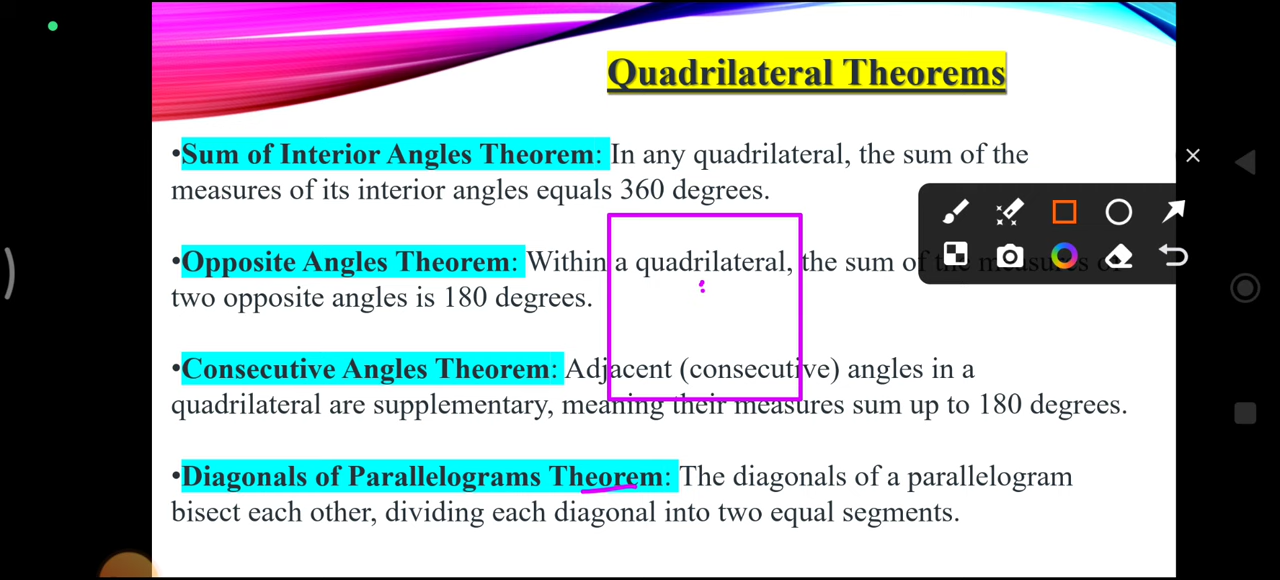 Quadrilateral Theorems
•Sum of Interior Angles Theorem: In any quadrilateral, the sum of the
measures of its interior angles equals 360 degrees.
•Opposite Angles Theorem: Within a quadrilateral, the sum of the measures of
two opposite angles is 180 degrees.
•Consecutive Angles Theorem: Adjacent (consecutive) angles in a
quadrilateral are supplementary, meaning their measures sum up to 180 degrees.
•Diagonals of Parallelograms Theorem: The diagonals of a parallelogram
bisect each other, dividing each diagonal into two equal segments.